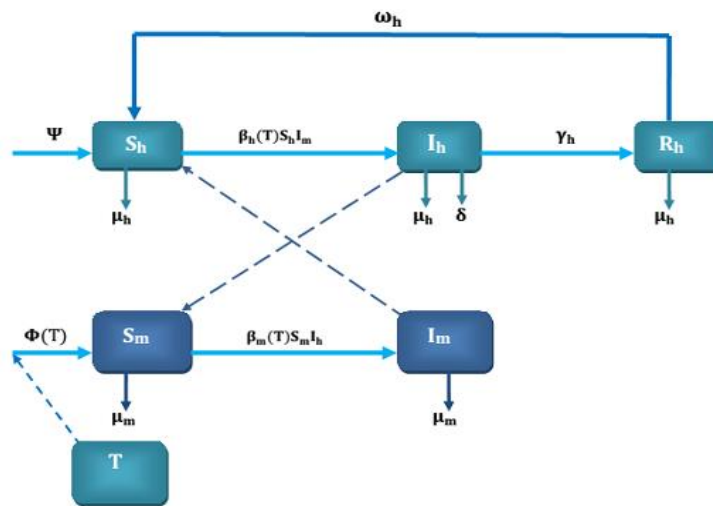 ωₕ
Ψ Sₕ βₕ(T)SₕIₘ Iₕ γₕ Rₕ
μₕ μₕ δ μₕ
Φ(T) Sₘ βₘ(T)SₘIₕ Iₘ
μₘ μₘ
T